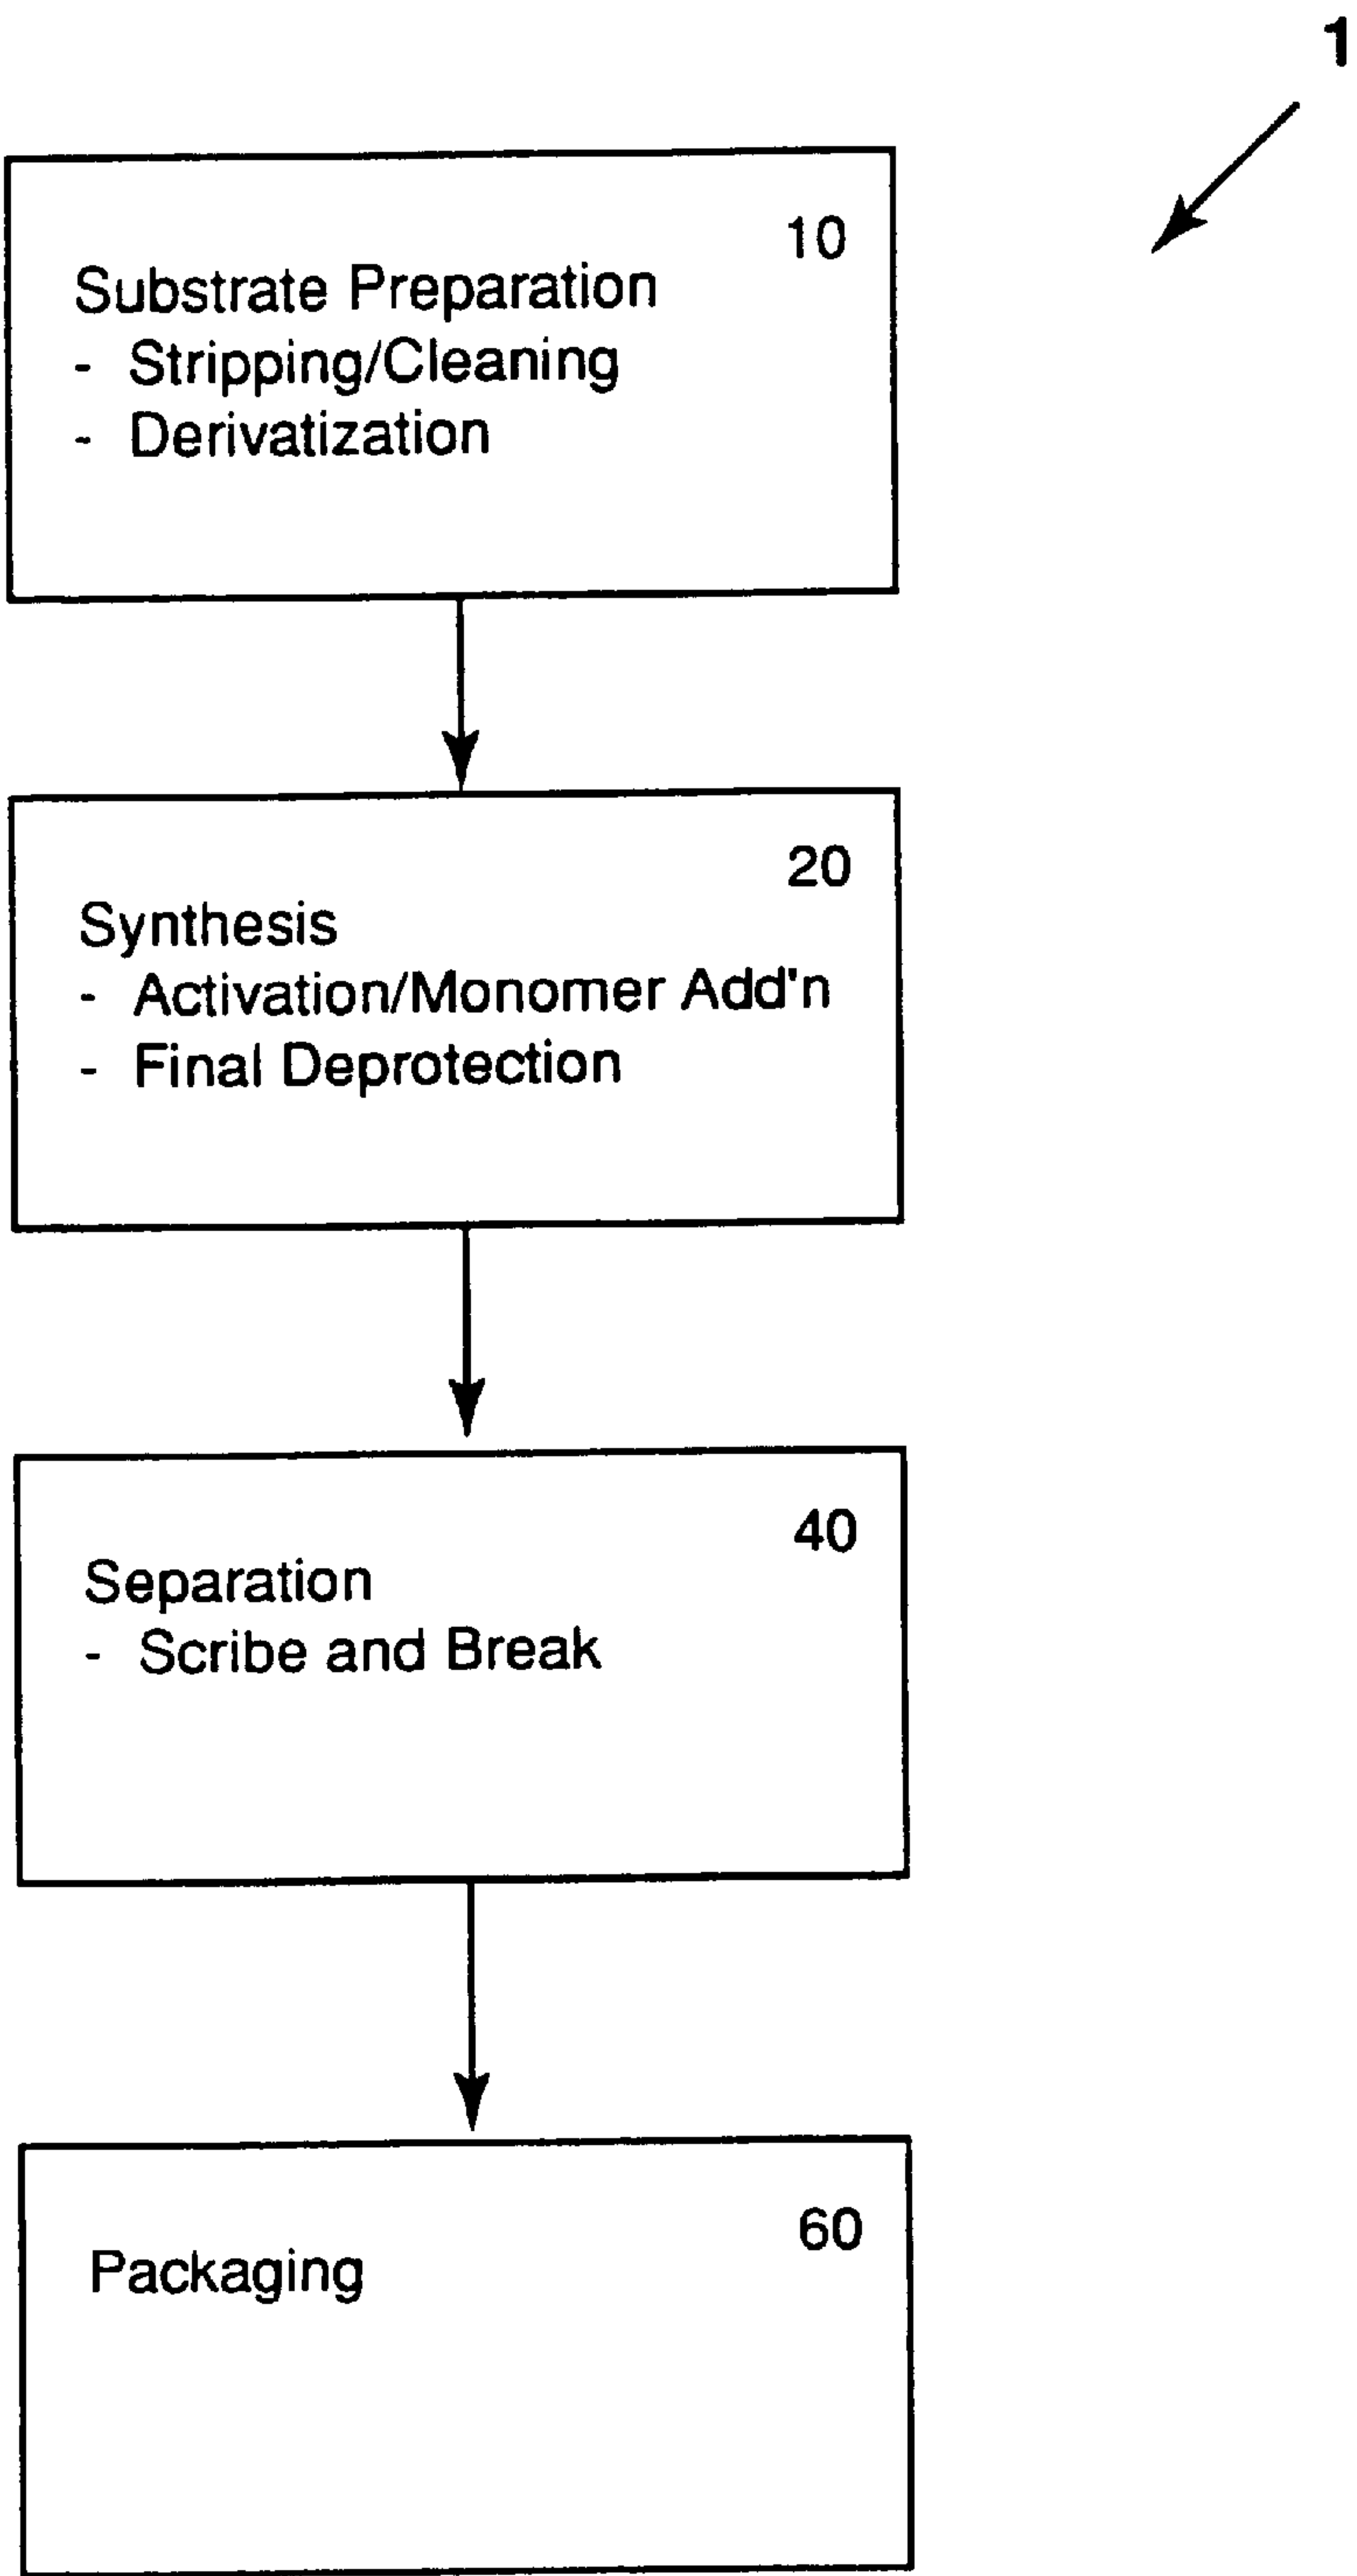 1
10
Substrate Preparation
- Stripping/Cleaning
- Derivatization
20
Synthesis
- Activation/Monomer Add'n
- Final Deprotection
40
Separation
- Scribe and Break
60
Packaging